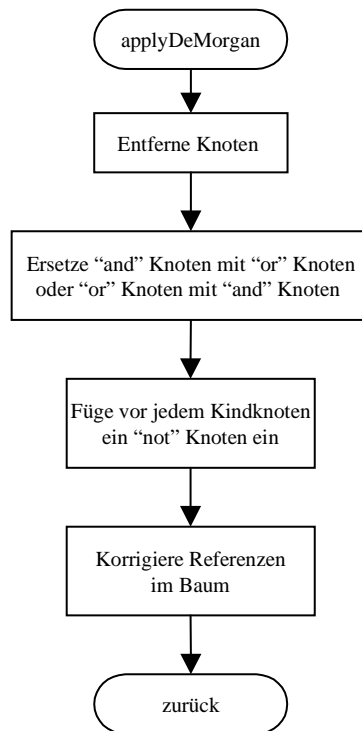 applyDeMorgan
Entferne Knoten
Ersetze “and” Knoten mit “or” Knoten
oder “or” Knoten mit “and” Knoten
Füge vor jedem Kindknoten
ein “not” Knoten ein
Korrigiere Referenzen
im Baum
zurück